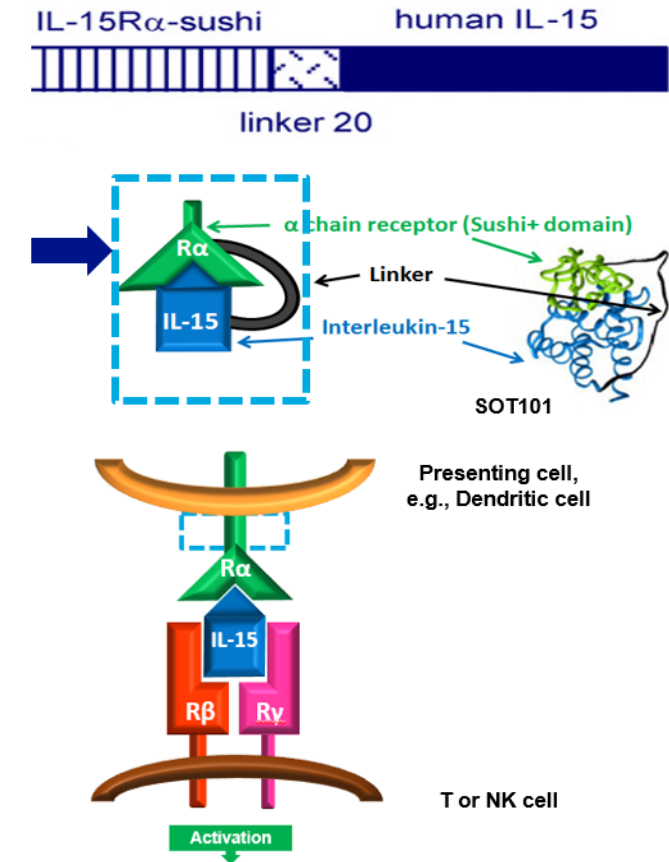 IL-15Rα-sushi
human IL-15
linker 20
α chain receptor (Sushi+ domain)
Rα
Linker
IL-15
Interleukin-15
SOT101
Presenting cell,
e.g., Dendritic cell
Rα
IL-15
Rβ
Rγ
T or NK cell
Activation